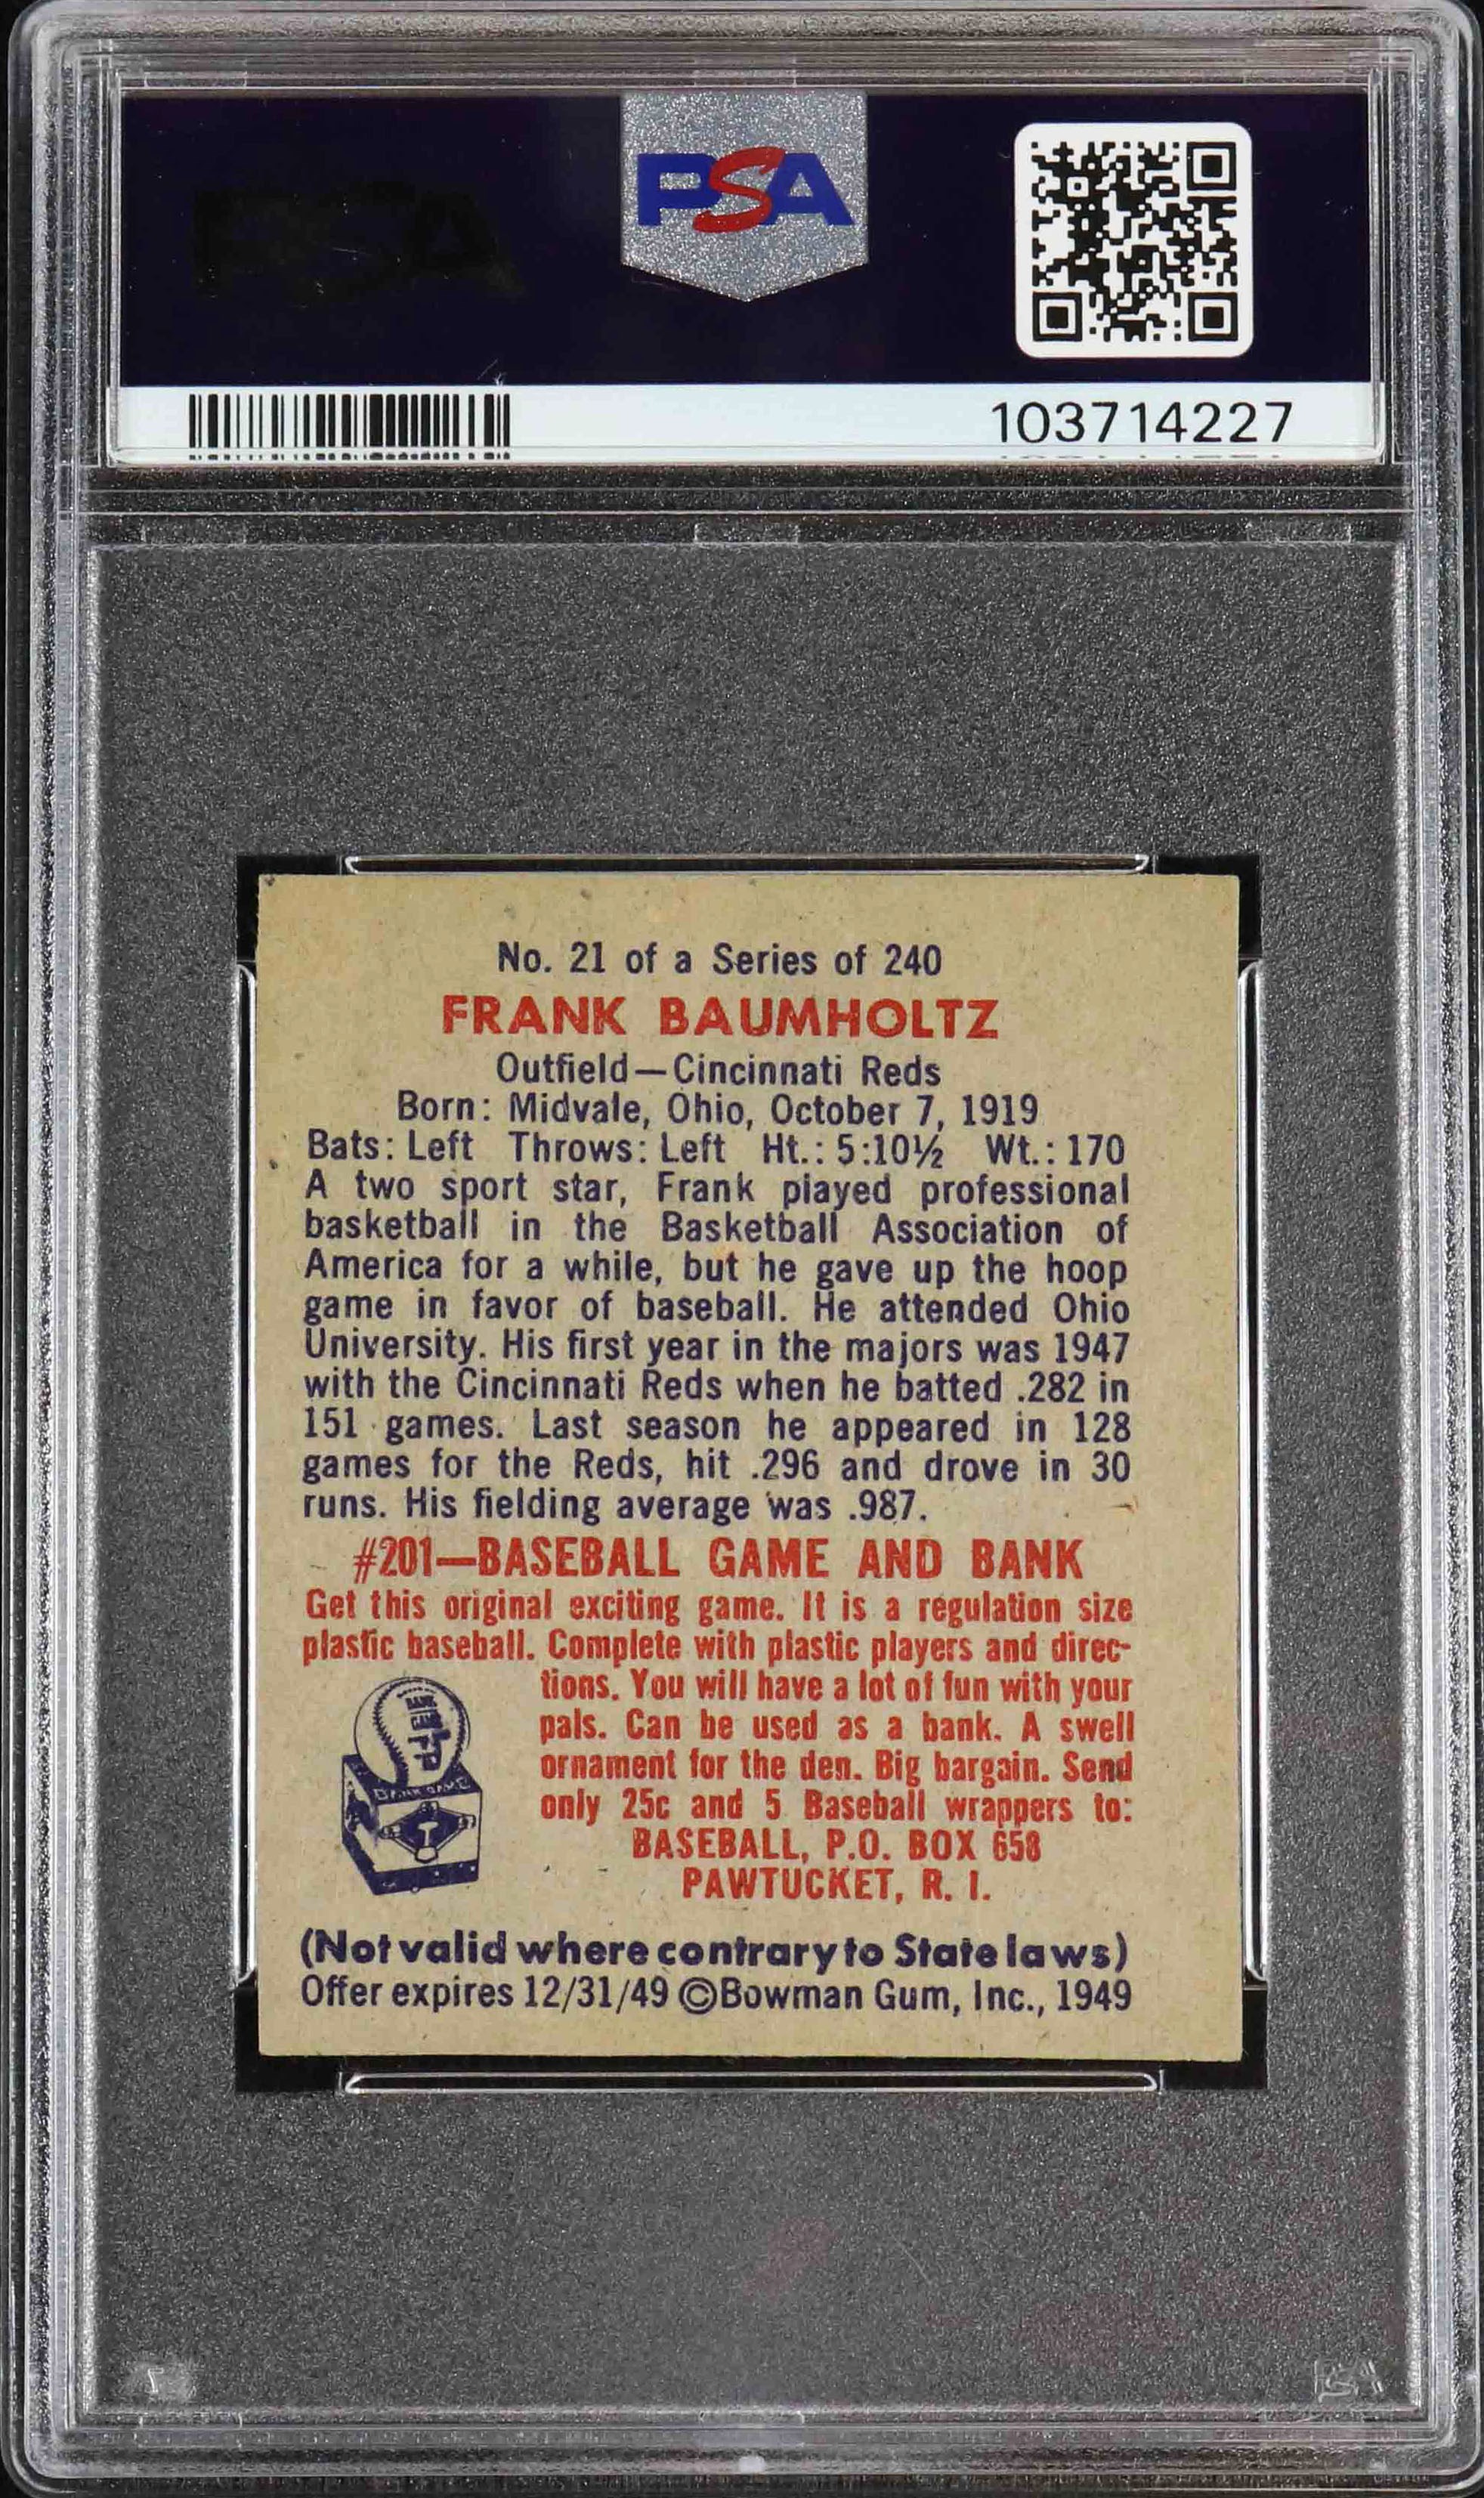 PSA
103714227
No. 21 of a Series of 240
FRANK BAUMHOLTZ
Outfield—Cincinnati Reds
Born: Midvale, Ohio, October 7, 1919
Bats: Left Throws: Left Ht.: 5:10½ Wt.: 170
A two sport star, Frank played professional
basketball in the Basketball Association of
America for a while, but he gave up the hoop
game in favor of baseball. He attended Ohio
University. His first year in the majors was 1947
with the Cincinnati Reds when he batted .282 in
151 games. Last season he appeared in 128
games for the Reds, hit .296 and drove in 30
runs. His fielding average was .987.
#201—BASEBALL GAME AND BANK
Get this original exciting game. It is a regulation size
plastic baseball. Complete with plastic players and direc-
tions. You will have a lot of fun with your
pals. Can be used as a bank. A swell
ornament for the den. Big bargain. Send
only 25c and 5 Baseball wrappers to:
BASEBALL, P.O. BOX 658
PAWTUCKET, R. I.
BANK
GAME
BANK GAME
(Not valid where contrary to State laws)
Offer expires 12/31/49 ©Bowman Gum, Inc., 1949